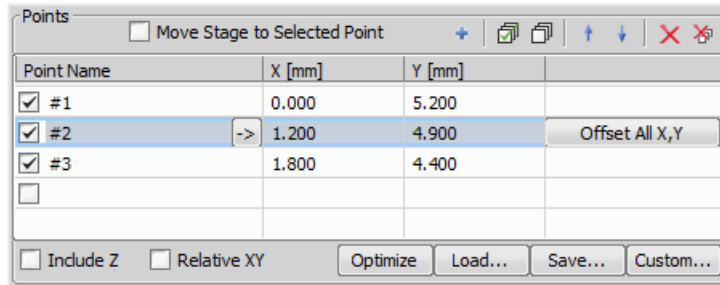 Points
Move Stage to Selected Point
Point Name X [mm] Y [mm]
#1 0.000 5.200
#2 -> 1.200 4.900 Offset All X,Y
#3 1.800 4.400
Include Z Relative XY Optimize Load... Save... Custom...